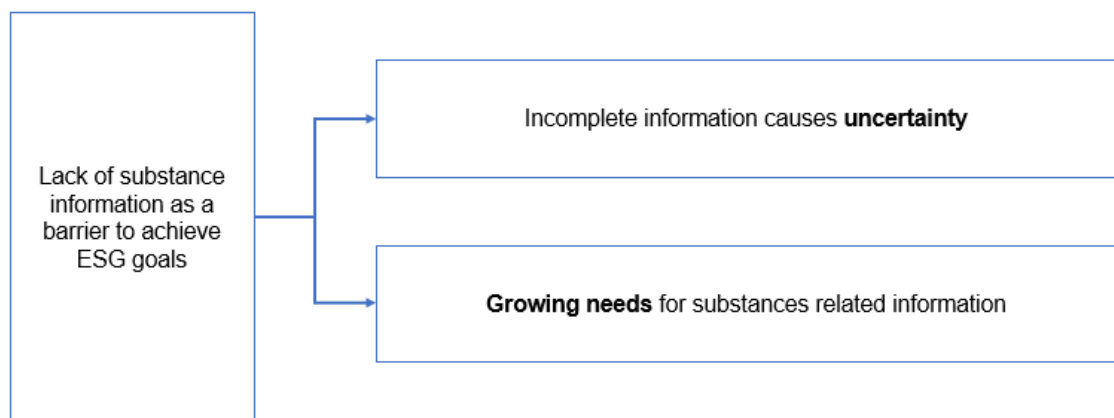 Lack of substance
information as a
barrier to achieve
ESG goals
Incomplete information causes uncertainty
Growing needs for substances related information